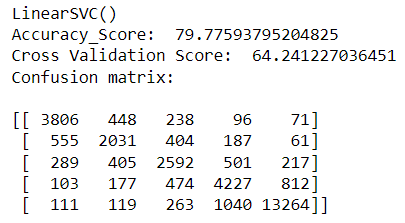 LinearSVC()
Accuracy_Score:  79.77593795204825
Cross Validation Score:  64.241227036451
Confusion matrix:
[[ 3806   448   238    96    71]
 [  555  2031   404   187    61]
 [  289   405  2592   501   217]
 [  103   177   474  4227   812]
 [  111   119   263  1040 13264]]